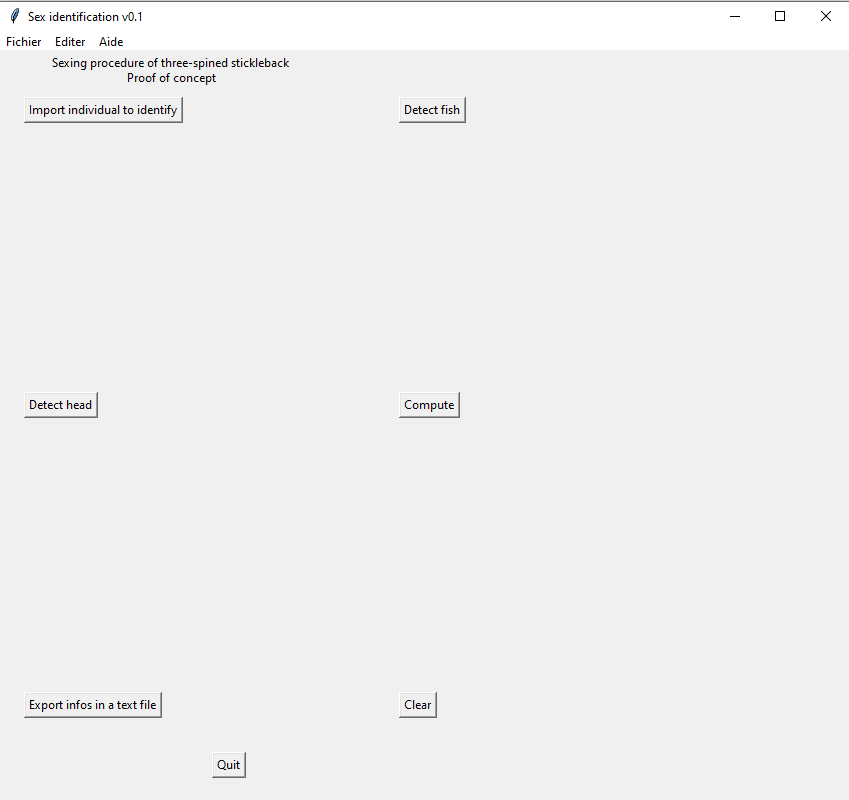 Sex identification v0.1
Fichier Editer Aide
Sexing procedure of three-spined stickleback
Proof of concept
Import individual to identify
Detect fish
Detect head
Compute
Export infos in a text file
Clear
Quit